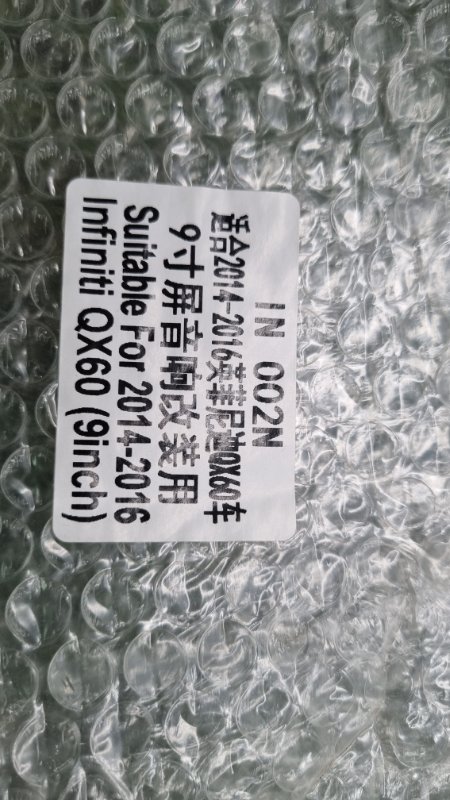 IN 002N
适合2014-2016英菲尼迪QX60车
9寸屏音响改装用
Suitable For 2014-2016
Infiniti QX60 (9inch)